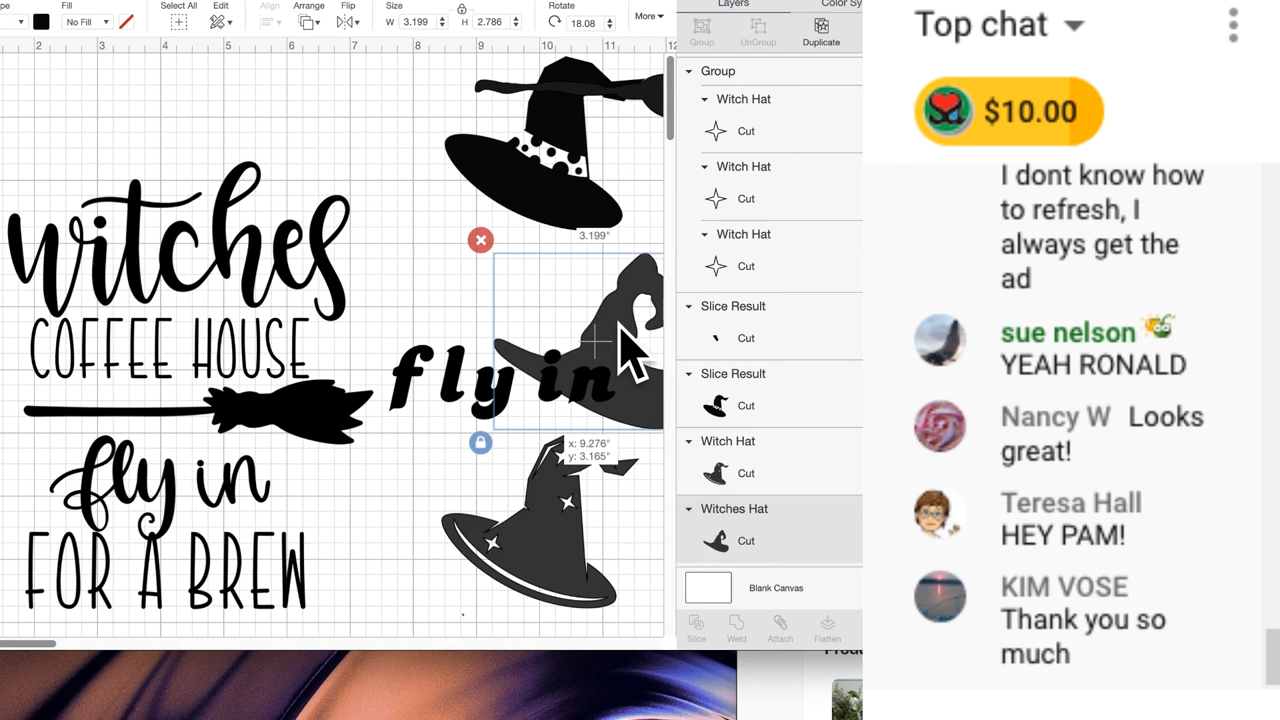 Fill
Select All
Edit
Align
Arrange
Flip
Size
Rotate
No Fill
W 3.199
H 2.786
18.08
More
2 3 4 5 6 7 8 9 10 11 12
witches
COFFEE HOUSE
fly in
FOR A BREW
fly in
3.199"
x: 9.276"
y: 3.165"
Layers
Color Sy
Group
UnGroup
Duplicate
Group
Witch Hat
Cut
Witch Hat
Cut
Witch Hat
Cut
Slice Result
Cut
Slice Result
Cut
Witch Hat
Cut
Witches Hat
Cut
Blank Canvas
Slice
Weld
Attach
Flatten
Top chat
$10.00
I dont know how
to refresh, I
always get the
ad
sue nelson
YEAH RONALD
Nancy W Looks
great!
Teresa Hall
HEY PAM!
KIM VOSE
Thank you so
much